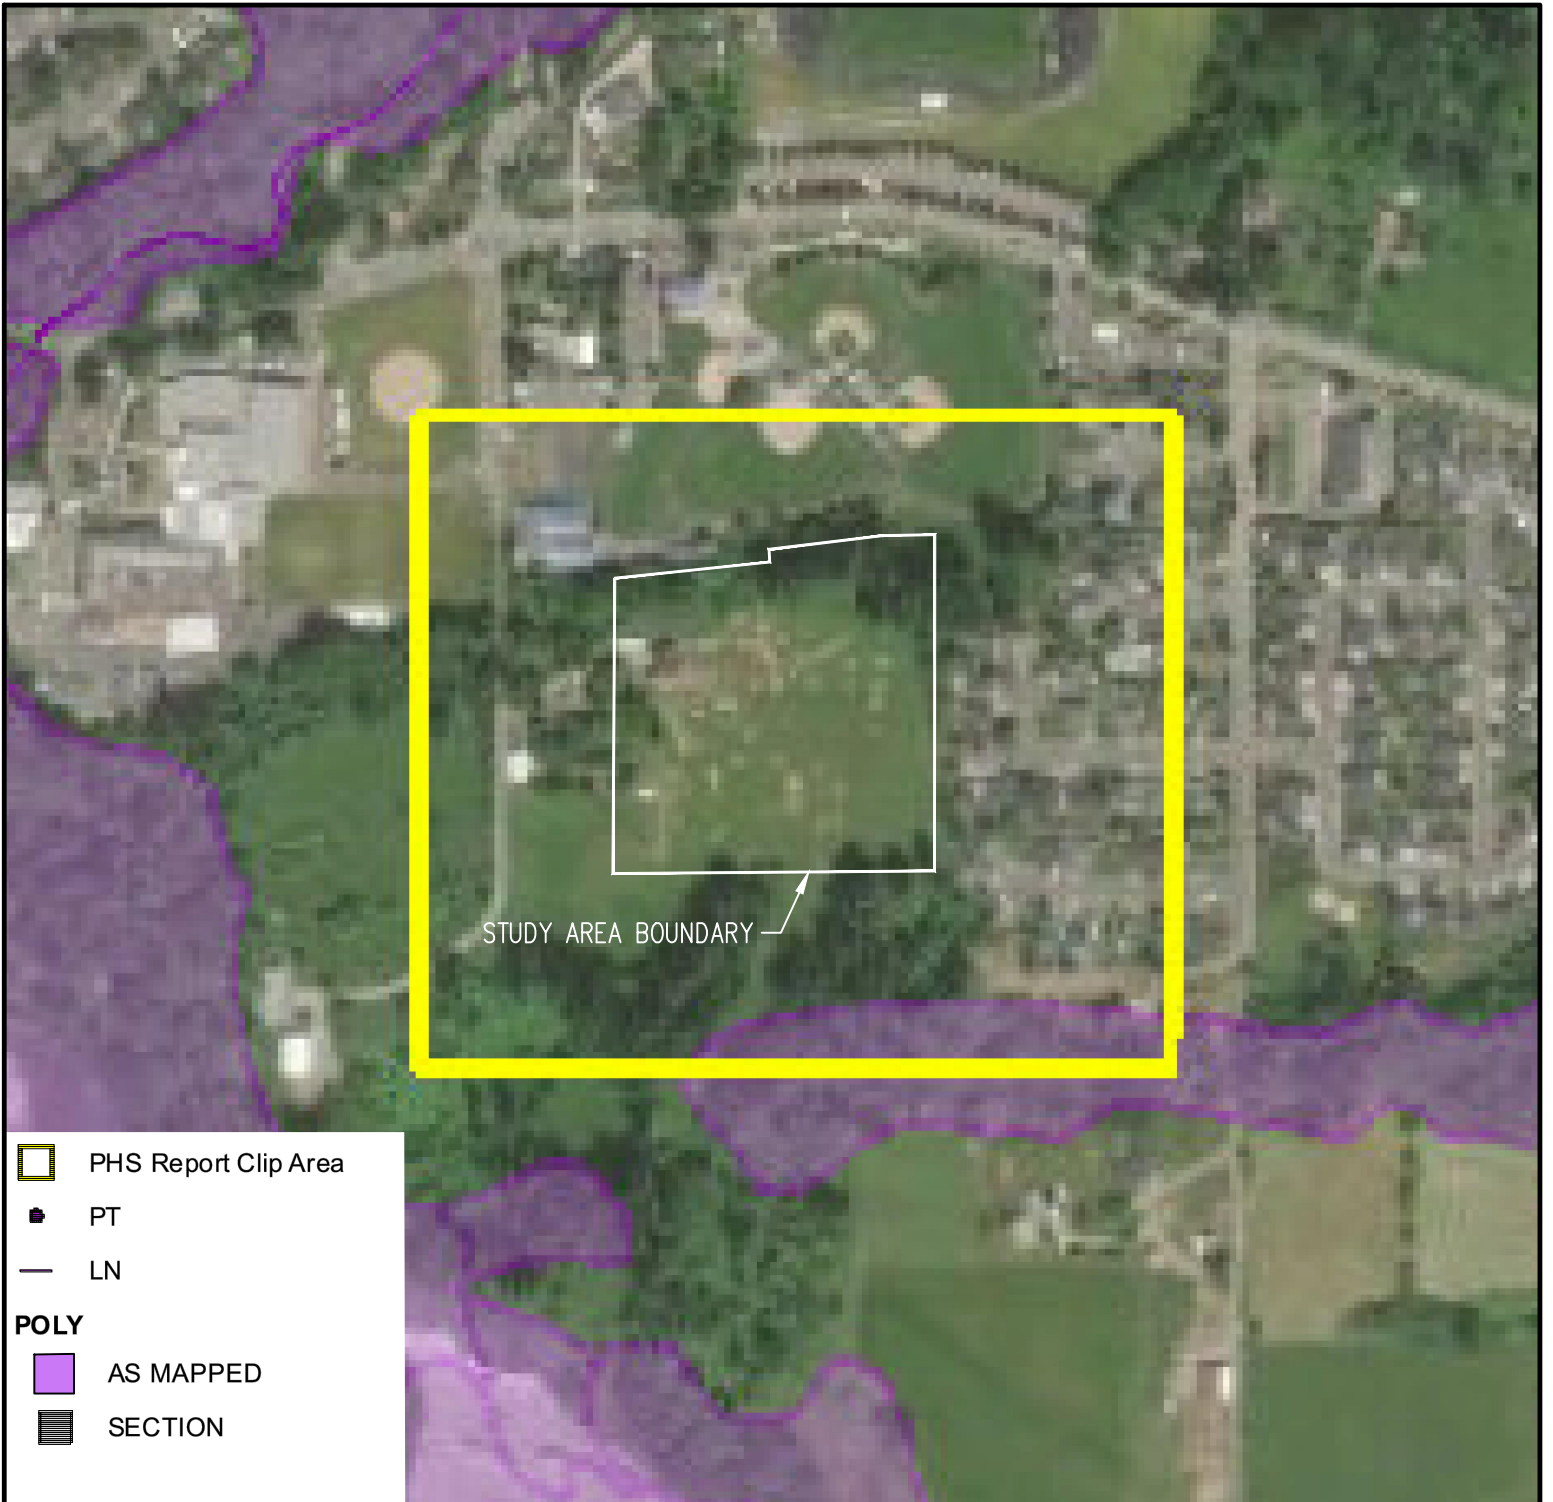 STUDY AREA BOUNDARY
PHS Report Clip Area
PT
LN
POLY
AS MAPPED
SECTION